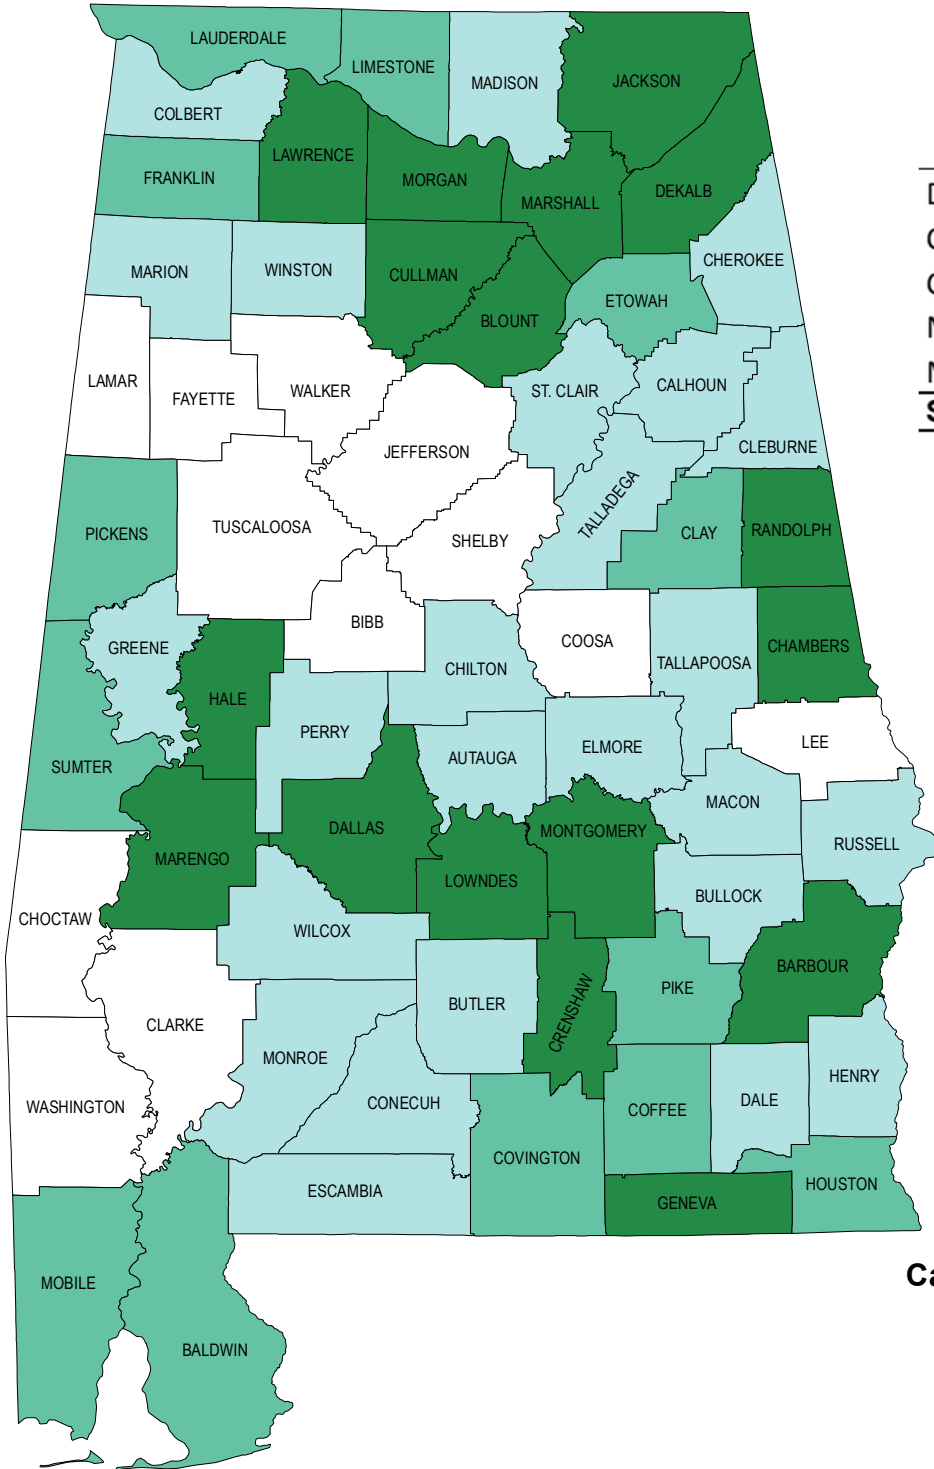 LAUDERDALE
LIMESTONE
MADISON
JACKSON
COLBERT
LAWRENCE
FRANKLIN
MORGAN
MARSHALL
DEKALB
CHEROKEE
MARION
WINSTON
CULLMAN
ETOWAH
BLOUNT
LAMAR
FAYETTE
WALKER
ST. CLAIR
CALHOUN
JEFFERSON
CLEBURNE
TALLADEGA
PICKENS
TUSCALOOSA
SHELBY
CLAY
RANDOLPH
BIBB
GREENE
COOSA
CHAMBERS
HALE
CHILTON
TALLAPOOSA
PERRY
AUTAUGA
ELMORE
LEE
SUMTER
MACON
DALLAS
MONTGOMERY
RUSSELL
MARENGO
LOWNDES
BULLOCK
CHOCTAW
WILCOX
BARBOUR
CLARKE
BUTLER
CRENSHAW
PIKE
MONROE
HENRY
WASHINGTON
CONECUH
COFFEE
DALE
COVINGTON
HOUSTON
ESCAMBIA
GENEVA
MOBILE
BALDWIN
Ca